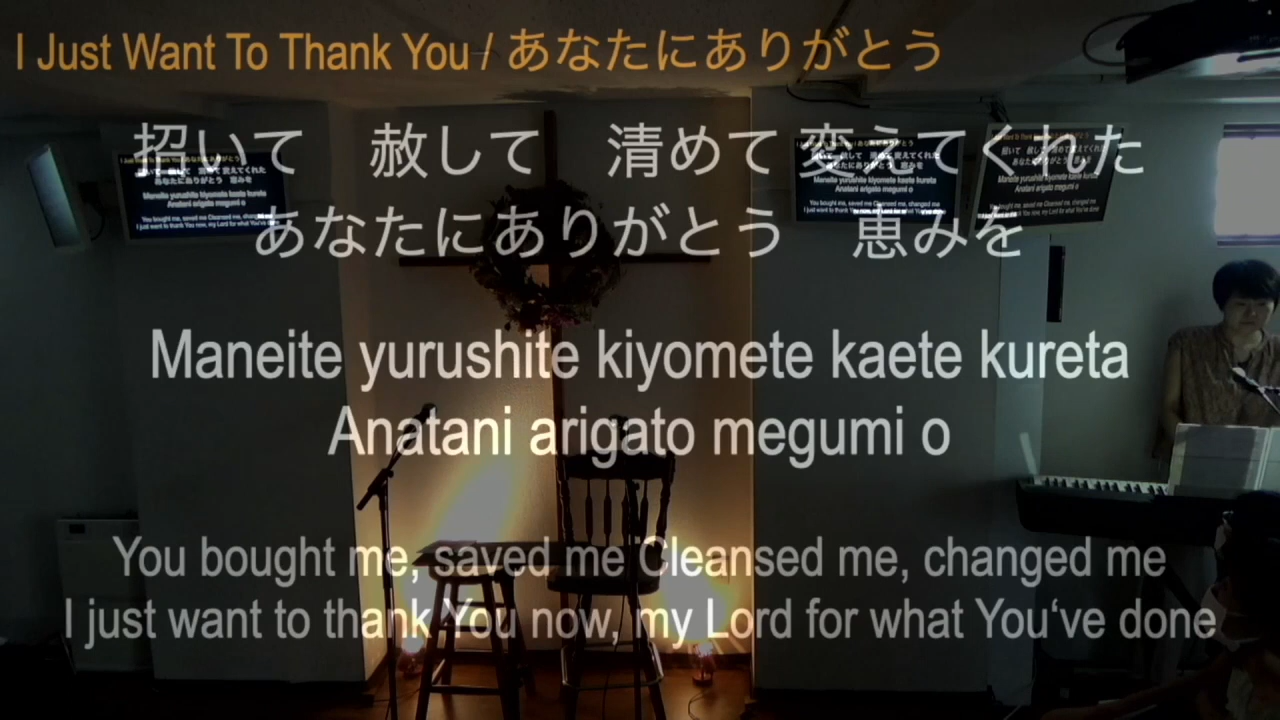 I Just Want To Thank You / あなたにありがとう
招いて　赦して　清めて 変えてくれた
あなたにありがとう　恵みを
Maneite yurushite kiyomete kaete kureta
Anatani arigato megumi o
You bought me, saved me Cleansed me, changed me
I just want to thank You now, my Lord for what You‘ve done